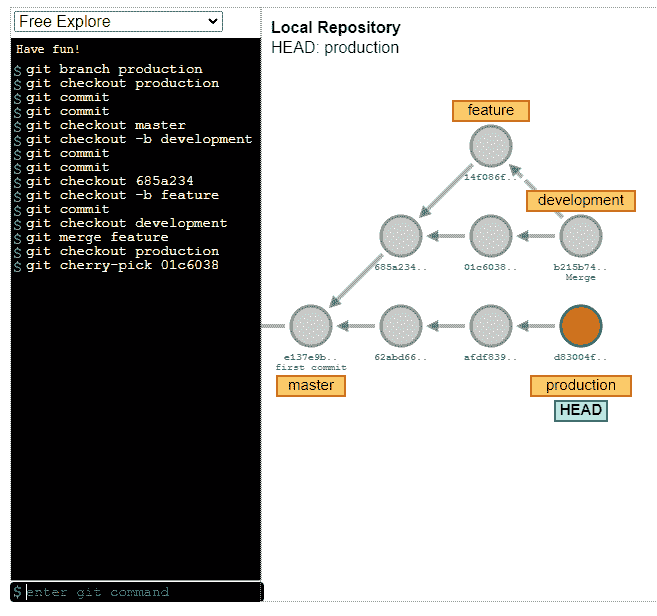 Free Explore
Have fun!
$ git branch production
$ git checkout production
$ git commit
$ git commit
$ git checkout master
$ git checkout -b development
$ git commit
$ git commit
$ git checkout 685a234
$ git checkout -b feature
$ git commit
$ git checkout development
$ git merge feature
$ git checkout production
$ git cherry-pick 01c6038
$ enter git command
Local Repository
HEAD: production
feature
14f086f..
development
685a234..
01c6038..
b215b74..
Merge
e137e9b..
first commit
62abd66..
afdf839..
d83004f..
master
production
HEAD